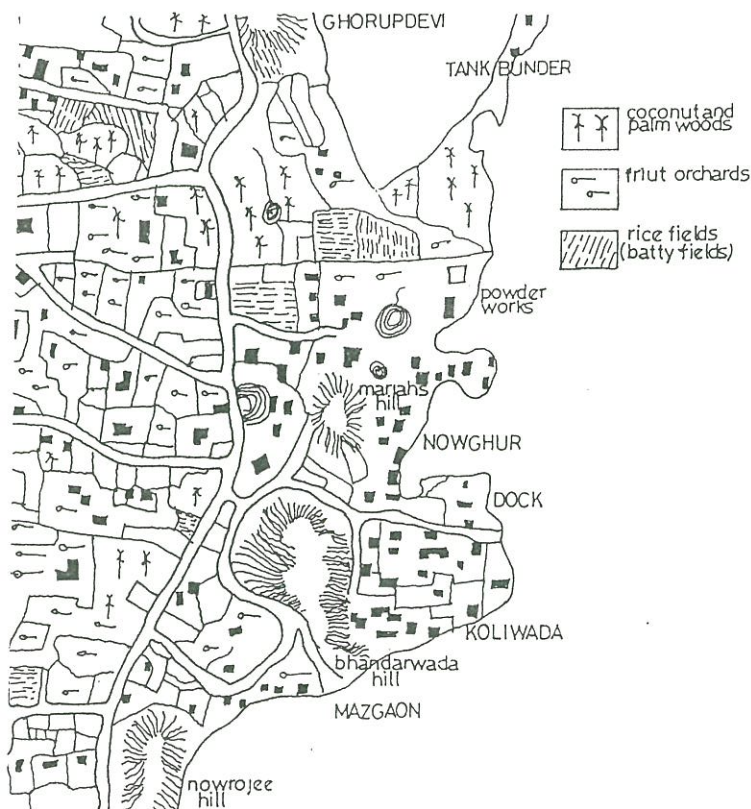 GHORUPDEVI
TANK BUNDER
coconut and
palm woods
friut orchards
rice fields
(batty fields)
powder
works
mariahs
hill
NOWGHUR
DOCK
KOLIWADA
bhandarwada
hill
MAZGAON
nowrojee
hill